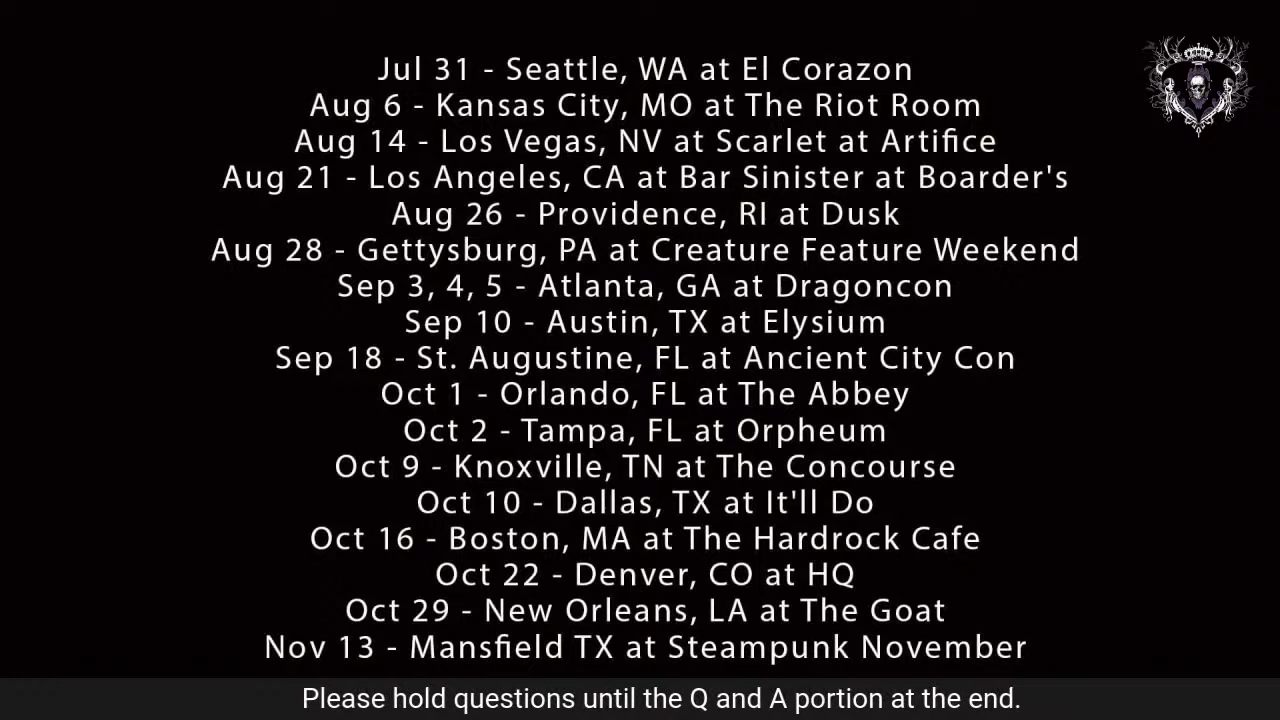 Jul 31 - Seattle, WA at El Corazon
Aug 6 - Kansas City, MO at The Riot Room
Aug 14 - Los Vegas, NV at Scarlet at Artifice
Aug 21 - Los Angeles, CA at Bar Sinister at Boarder's
Aug 26 - Providence, RI at Dusk
Aug 28 - Gettysburg, PA at Creature Feature Weekend
Sep 3, 4, 5 - Atlanta, GA at Dragoncon
Sep 10 - Austin, TX at Elysium
Sep 18 - St. Augustine, FL at Ancient City Con
Oct 1 - Orlando, FL at The Abbey
Oct 2 - Tampa, FL at Orpheum
Oct 9 - Knoxville, TN at The Concourse
Oct 10 - Dallas, TX at It'll Do
Oct 16 - Boston, MA at The Hardrock Cafe
Oct 22 - Denver, CO at HQ
Oct 29 - New Orleans, LA at The Goat
Nov 13 - Mansfield TX at Steampunk November
Please hold questions until the Q and A portion at the end.